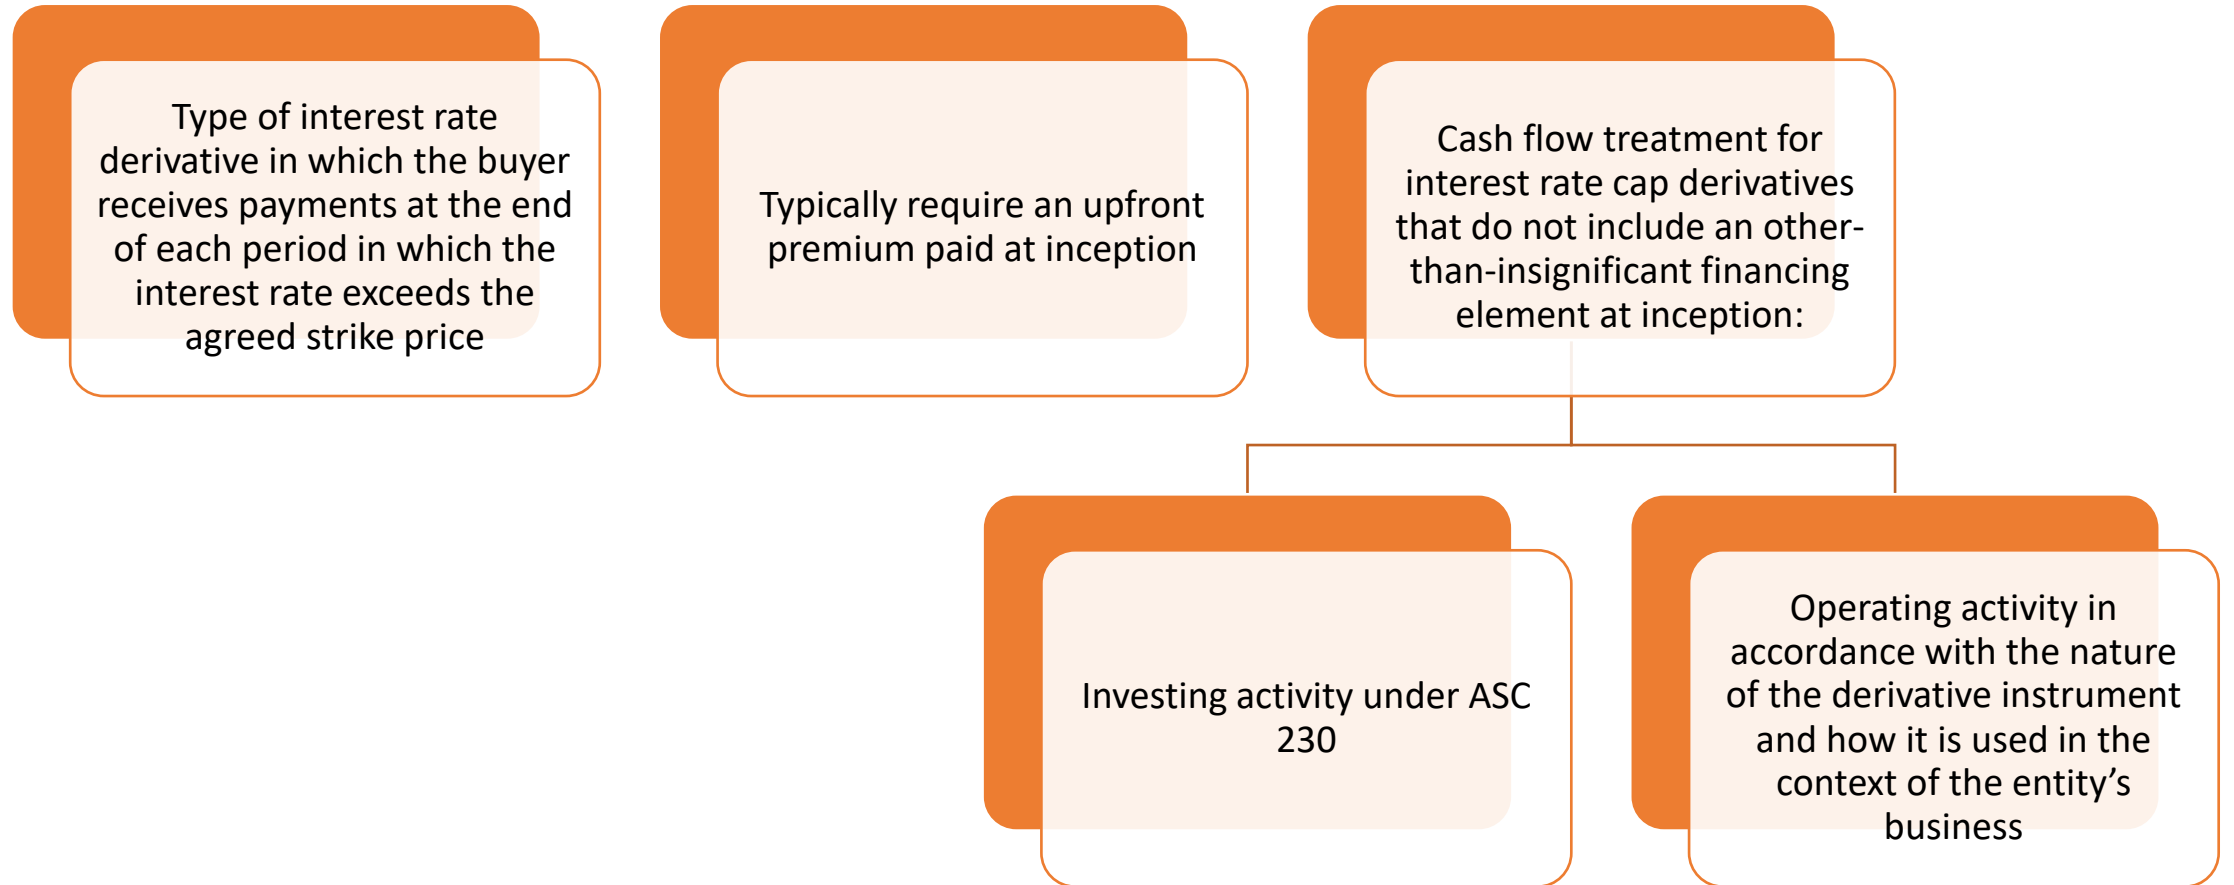 Type of interest rate
derivative in which the buyer
receives payments at the end
of each period in which the
interest rate exceeds the
agreed strike price
Typically require an upfront
premium paid at inception
Cash flow treatment for
interest rate cap derivatives
that do not include an other-
than-insignificant financing
element at inception:
Investing activity under ASC
230
Operating activity in
accordance with the nature
of the derivative instrument
and how it is used in the
context of the entity’s
business